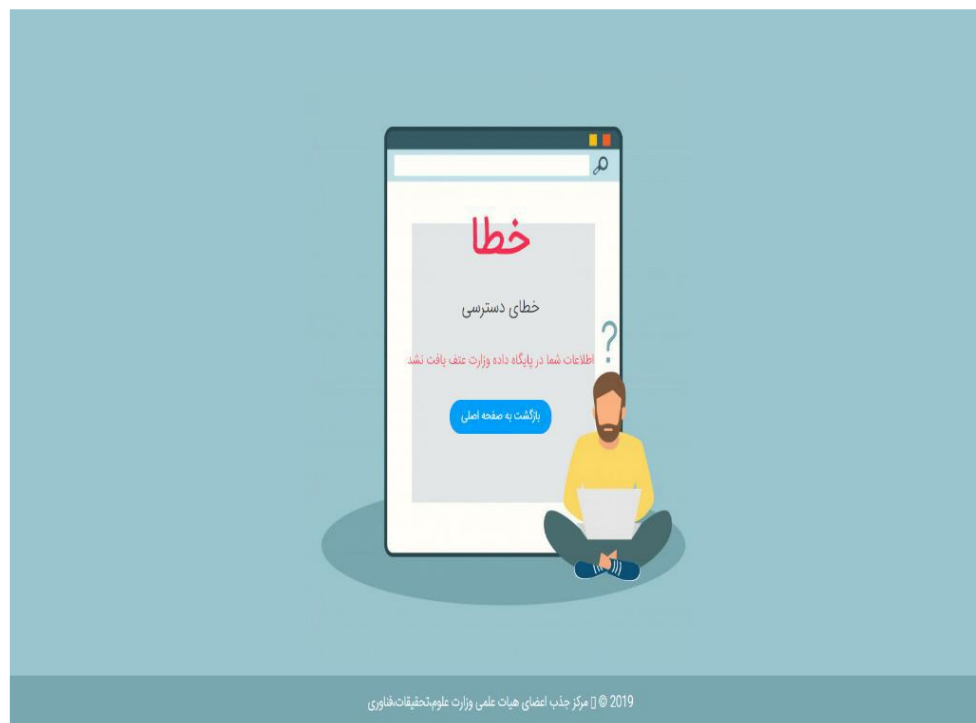 خطا
خطای دسترسی
اطلاعات شما در پایگاه داده وزارت عتف یافت نشد
بازگشت به صفحه اصلی
2019 © ▯ مرکز جذب اعضای هیات علمی وزارت علوم،تحقیقات،فناوری